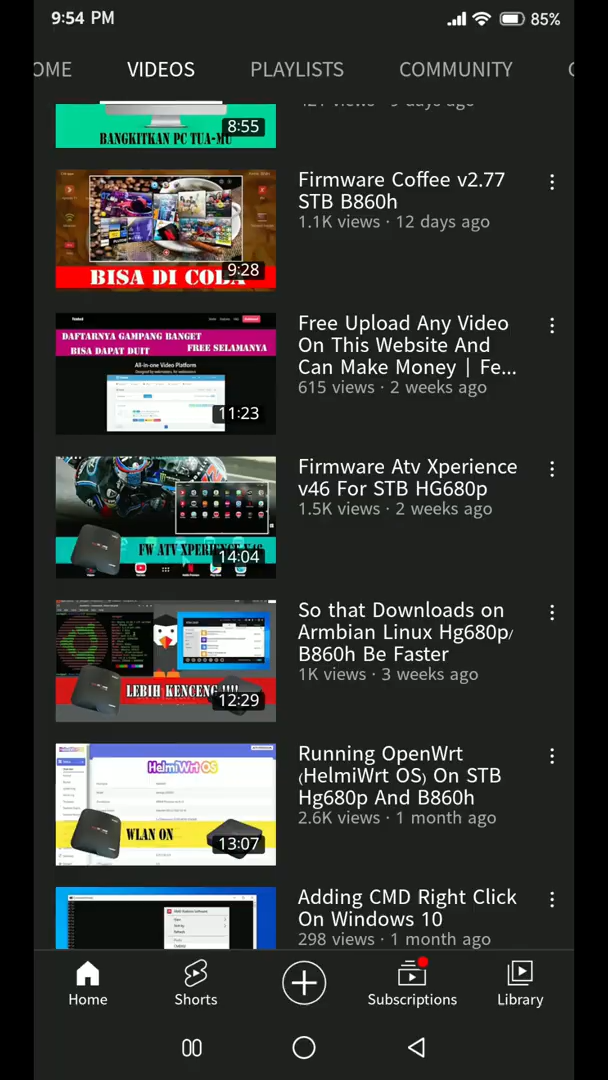 9:54 PM
85%
OME VIDEOS PLAYLISTS COMMUNITY
BANGKITKAN PC TUA-MU
8:55
Firmware Coffee v2.77
STB B860h
1.1K views · 12 days ago
BISA DI COBA
9:28
DAFTARNYA GAMPANG BANGET
BISA DAPAT DUIT FREE SELAMANYA
All-in-one Video Platform
11:23
Free Upload Any Video
On This Website And
Can Make Money | Fe...
615 views · 2 weeks ago
Firmware Atv Xperience
v46 For STB HG680p
1.5K views · 2 weeks ago
FW ATV XPERIENCE V46
14:04
So that Downloads on
Armbian Linux Hg680p/
B860h Be Faster
1K views · 3 weeks ago
LEBIH KENCENG !!!!
12:29
Running OpenWrt
(HelmiWrt OS) On STB
Hg680p And B860h
2.6K views · 1 month ago
HelmiWrt OS
WLAN ON
13:07
Adding CMD Right Click
On Windows 10
298 views · 1 month ago
Home Shorts Subscriptions Library